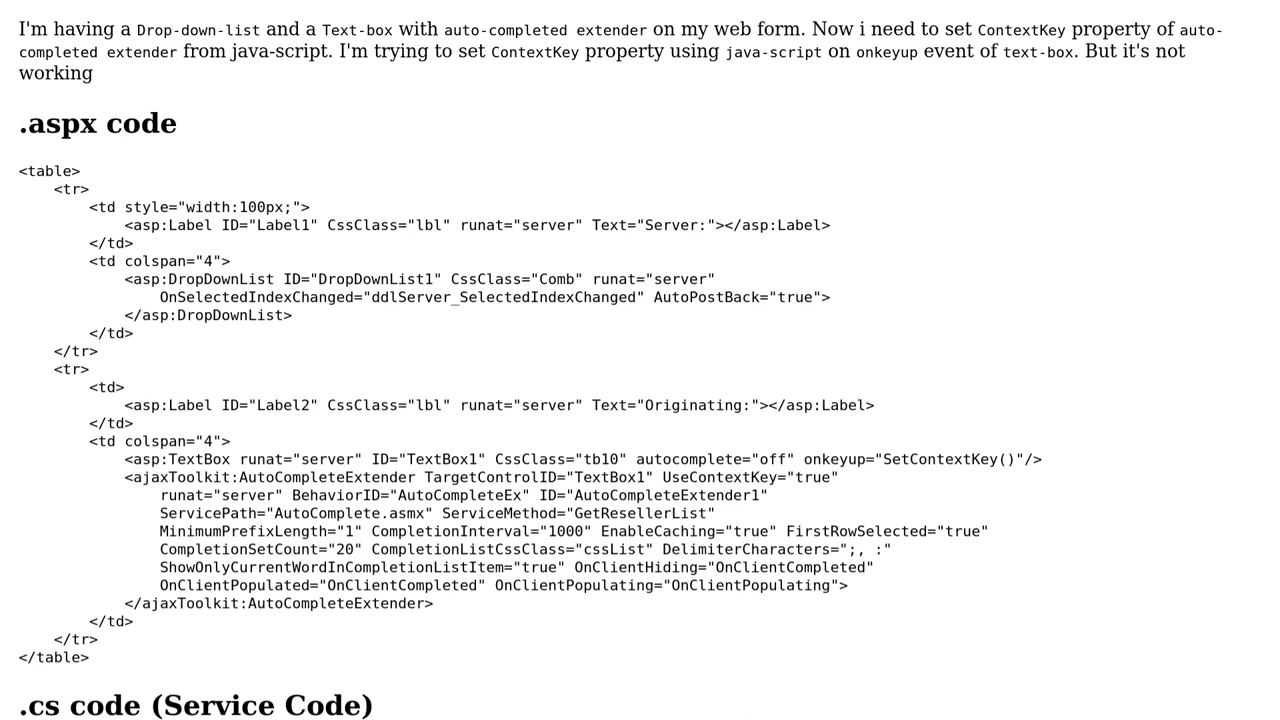 I'm having a Drop-down-list and a Text-box with auto-completed extender on my web form. Now i need to set ContextKey property of auto-
completed extender from java-script. I'm trying to set ContextKey property using java-script on onkeyup event of text-box. But it's not
working
.aspx code
<table>
    <tr>
        <td style="width:100px;">
            <asp:Label ID="Label1" CssClass="lbl" runat="server" Text="Server:"></asp:Label>
        </td>
        <td colspan="4">
            <asp:DropDownList ID="DropDownList1" CssClass="Comb" runat="server"
                OnSelectedIndexChanged="ddlServer_SelectedIndexChanged" AutoPostBack="true">
            </asp:DropDownList>
        </td>
    </tr>
    <tr>
        <td>
            <asp:Label ID="Label2" CssClass="lbl" runat="server" Text="Originating:"></asp:Label>
        </td>
        <td colspan="4">
            <asp:TextBox runat="server" ID="TextBox1" CssClass="tb10" autocomplete="off" onkeyup="SetContextKey()"/>
            <ajaxToolkit:AutoCompleteExtender TargetControlID="TextBox1" UseContextKey="true"
                runat="server" BehaviorID="AutoCompleteEx" ID="AutoCompleteExtender1"
                ServicePath="AutoComplete.asmx" ServiceMethod="GetResellerList"
                MinimumPrefixLength="1" CompletionInterval="1000" EnableCaching="true" FirstRowSelected="true"
                CompletionSetCount="20" CompletionListCssClass="cssList" DelimiterCharacters=";, :"
                ShowOnlyCurrentWordInCompletionListItem="true" OnClientHiding="OnClientCompleted"
                OnClientPopulated="OnClientCompleted" OnClientPopulating="OnClientPopulating">
            </ajaxToolkit:AutoCompleteExtender>
        </td>
    </tr>
</table>
.cs code (Service Code)